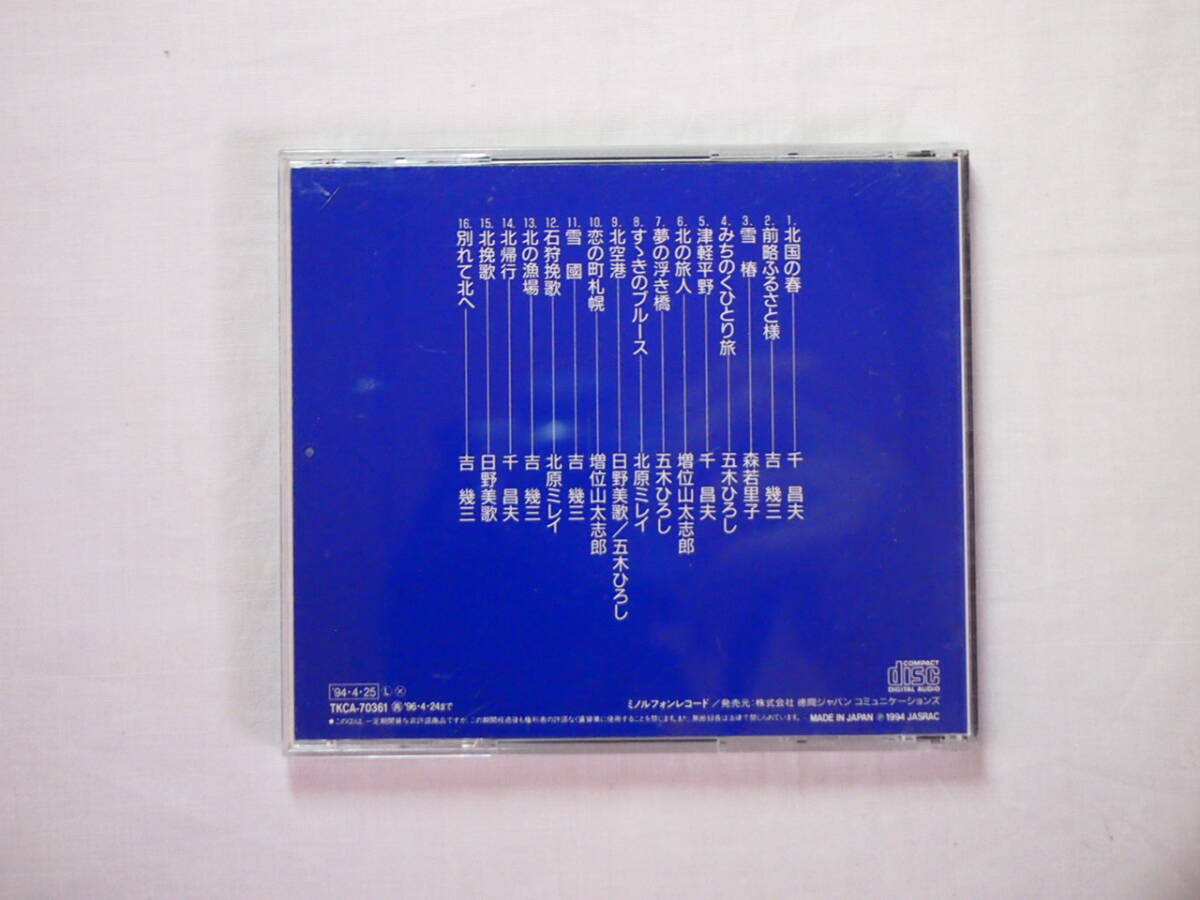 1. 北国の春 千 昌夫
2. 前略ふるさと様 吉 幾三
3. 雪 椿 森若里子
4. みちのくひとり旅 五木ひろし
5. 津軽平野 千 昌夫
6. 北の旅人 増位山太志郎
7. 夢の浮き橋 五木ひろし
8. すゝきのブルース 北原ミレイ
9. 北空港 日野美歌/五木ひろし
10. 恋の町札幌 増位山太志郎
11. 雪 國 吉 幾三
12. 石狩挽歌 北原ミレイ
13. 北の漁場 吉 幾三
14. 北帰行 千 昌夫
15. 北挽歌 日野美歌
16. 別れて北へ 吉 幾三
COMPACT
disc
DIGITAL AUDIO
'94・4・25 L X
TKCA-70361 再 '96・4・24まで
ミノルフォンレコード/発売元:株式会社 徳間ジャパン コミュニケーションズ
MADE IN JAPAN Ⓟ 1994 JASRAC